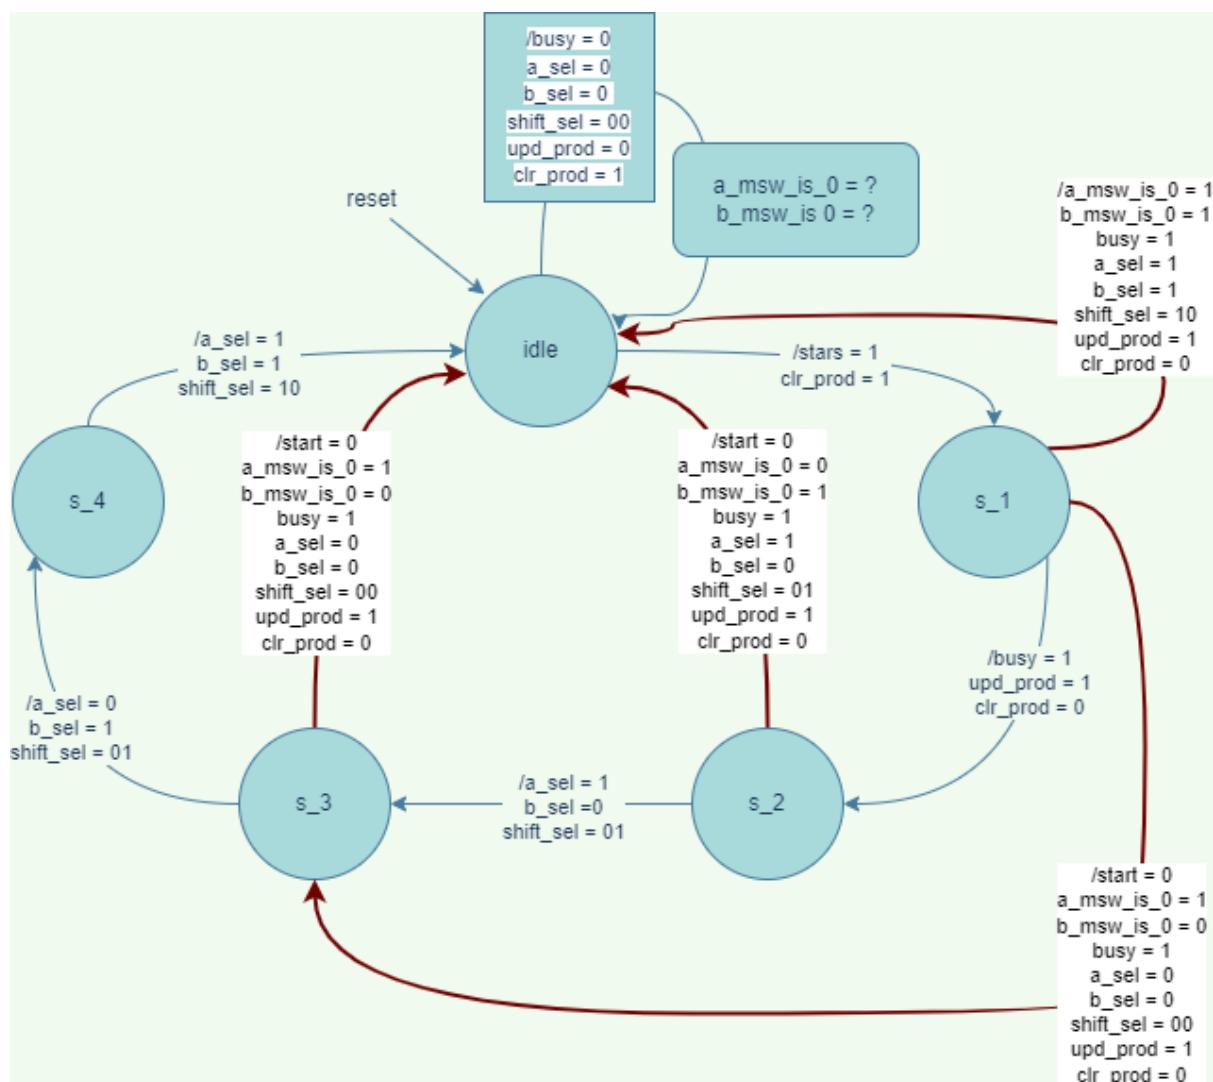 /busy = 0
a_sel = 0
b_sel = 0
shift_sel = 00
upd_prod = 0
clr_prod = 1
a_msw_is_0 = ?
b_msw_is 0 = ?
reset
/a_msw_is_0 = 1
b_msw_is_0 = 1
busy = 1
a_sel = 1
b_sel = 1
shift_sel = 10
upd_prod = 1
clr_prod = 0
idle
/a_sel = 1
b_sel = 1
shift_sel = 10
/stars = 1
clr_prod = 1
s_4
/start = 0
a_msw_is_0 = 1
b_msw_is_0 = 0
busy = 1
a_sel = 0
b_sel = 0
shift_sel = 00
upd_prod = 1
clr_prod = 0
/start = 0
a_msw_is_0 = 0
b_msw_is_0 = 1
busy = 1
a_sel = 1
b_sel = 0
shift_sel = 01
upd_prod = 1
clr_prod = 0
s_1
/busy = 1
upd_prod = 1
clr_prod = 0
/a_sel = 0
b_sel = 1
shift_sel = 01
s_3
/a_sel = 1
b_sel =0
shift_sel = 01
s_2
/start = 0
a_msw_is_0 = 1
b_msw_is_0 = 0
busy = 1
a_sel = 0
b_sel = 0
shift_sel = 00
upd_prod = 1
clr_prod = 0